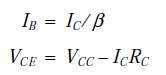 I_B = I_C/β
V_CE = V_CC − I_C R_C